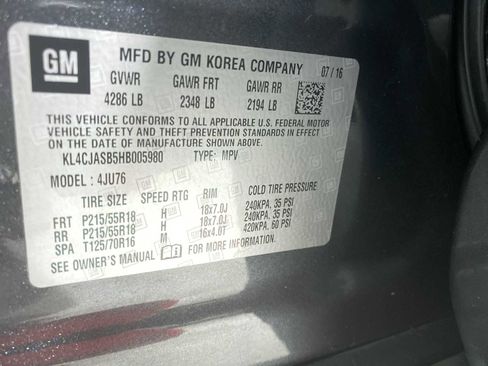 GM
MFD BY GM KOREA COMPANY 07/16
GVWR GAWR FRT GAWR RR
4286 LB 2348 LB 2194 LB
THIS VEHICLE CONFORMS TO ALL APPLICABLE U.S. FEDERAL MOTOR
VEHICLE SAFETY AND THEFT PREVENTION STANDARDS IN EFFECT
ON THE DATE OF MANUFACTURE SHOWN ABOVE.
KL4CJASB5HB005980 TYPE: MPV
MODEL : 4JU76
TIRE SIZE SPEED RTG RIM COLD TIRE PRESSURE
FRT P215/55R18 H 18x7.0J 240KPA, 35 PSI
RR P215/55R18 H 18x7.0J 240KPA, 35 PSI
SPA T125/70R16 M 16x4.0T 420KPA, 60 PSI
SEE OWNER'S MANUAL FOR MORE INFORMATION